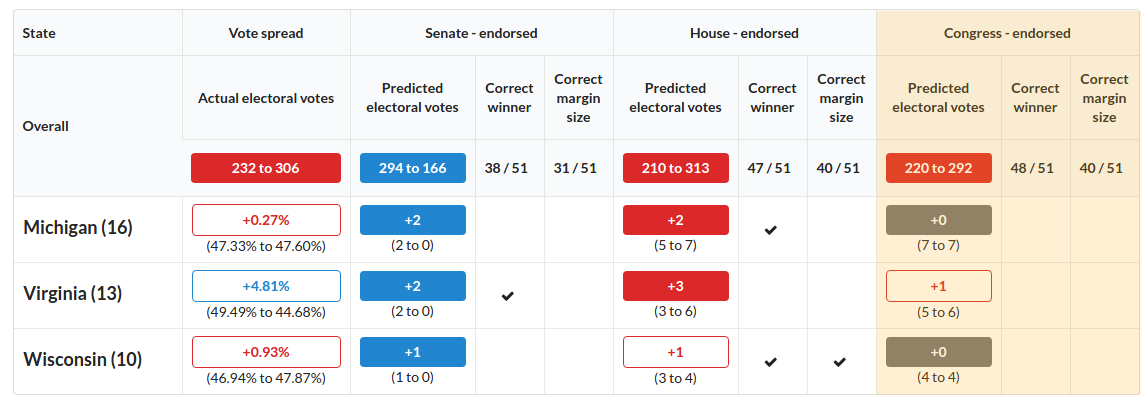 State Vote spread Senate - endorsed House - endorsed Congress - endorsed
Overall
Actual electoral votes Predicted electoral votes Correct winner Correct margin size Predicted electoral votes Correct winner Correct margin size Predicted electoral votes Correct winner Correct margin size
232 to 306 294 to 166 38 / 51 31 / 51 210 to 313 47 / 51 40 / 51 220 to 292 48 / 51 40 / 51
Michigan (16) +0.27% +2 +2 ✔ +0
(47.33% to 47.60%) (2 to 0) (5 to 7) (7 to 7)
Virginia (13) +4.81% +2 ✔ +3 +1
(49.49% to 44.68%) (2 to 0) (3 to 6) (5 to 6)
Wisconsin (10) +0.93% +1 +1 ✔ ✔ +0
(46.94% to 47.87%) (1 to 0) (3 to 4) (4 to 4)